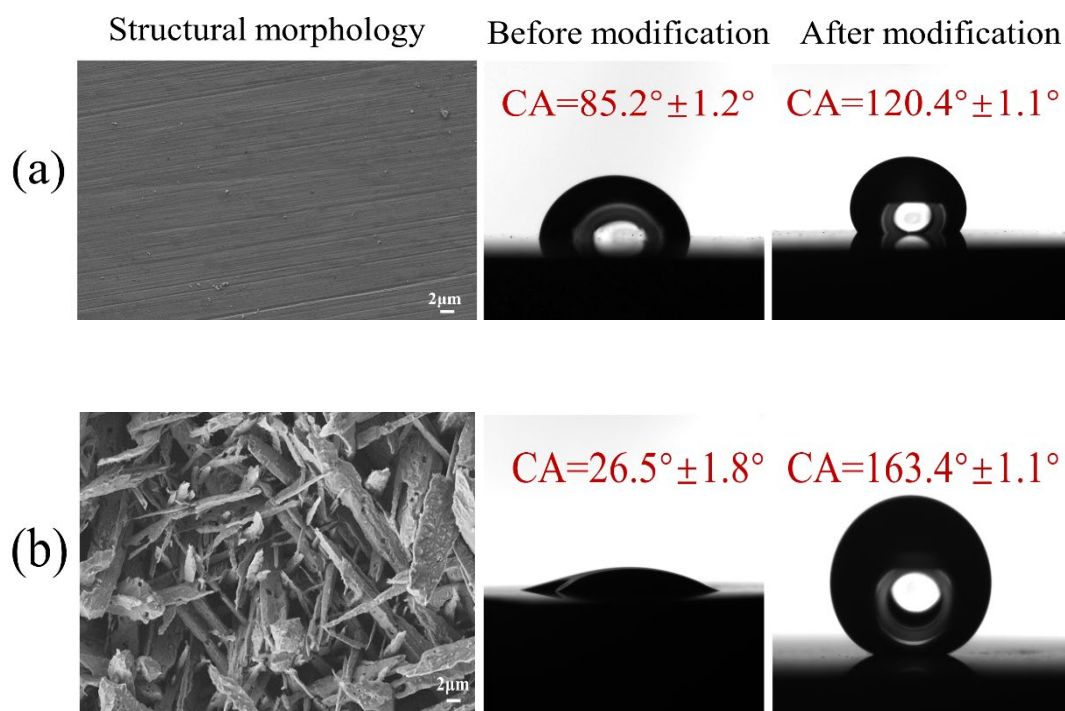 Structural morphology
Before modification
After modification
(a)
2μm
CA=85.2°±1.2°
CA=120.4°±1.1°
(b)
2μm
CA=26.5°±1.8°
CA=163.4°±1.1°